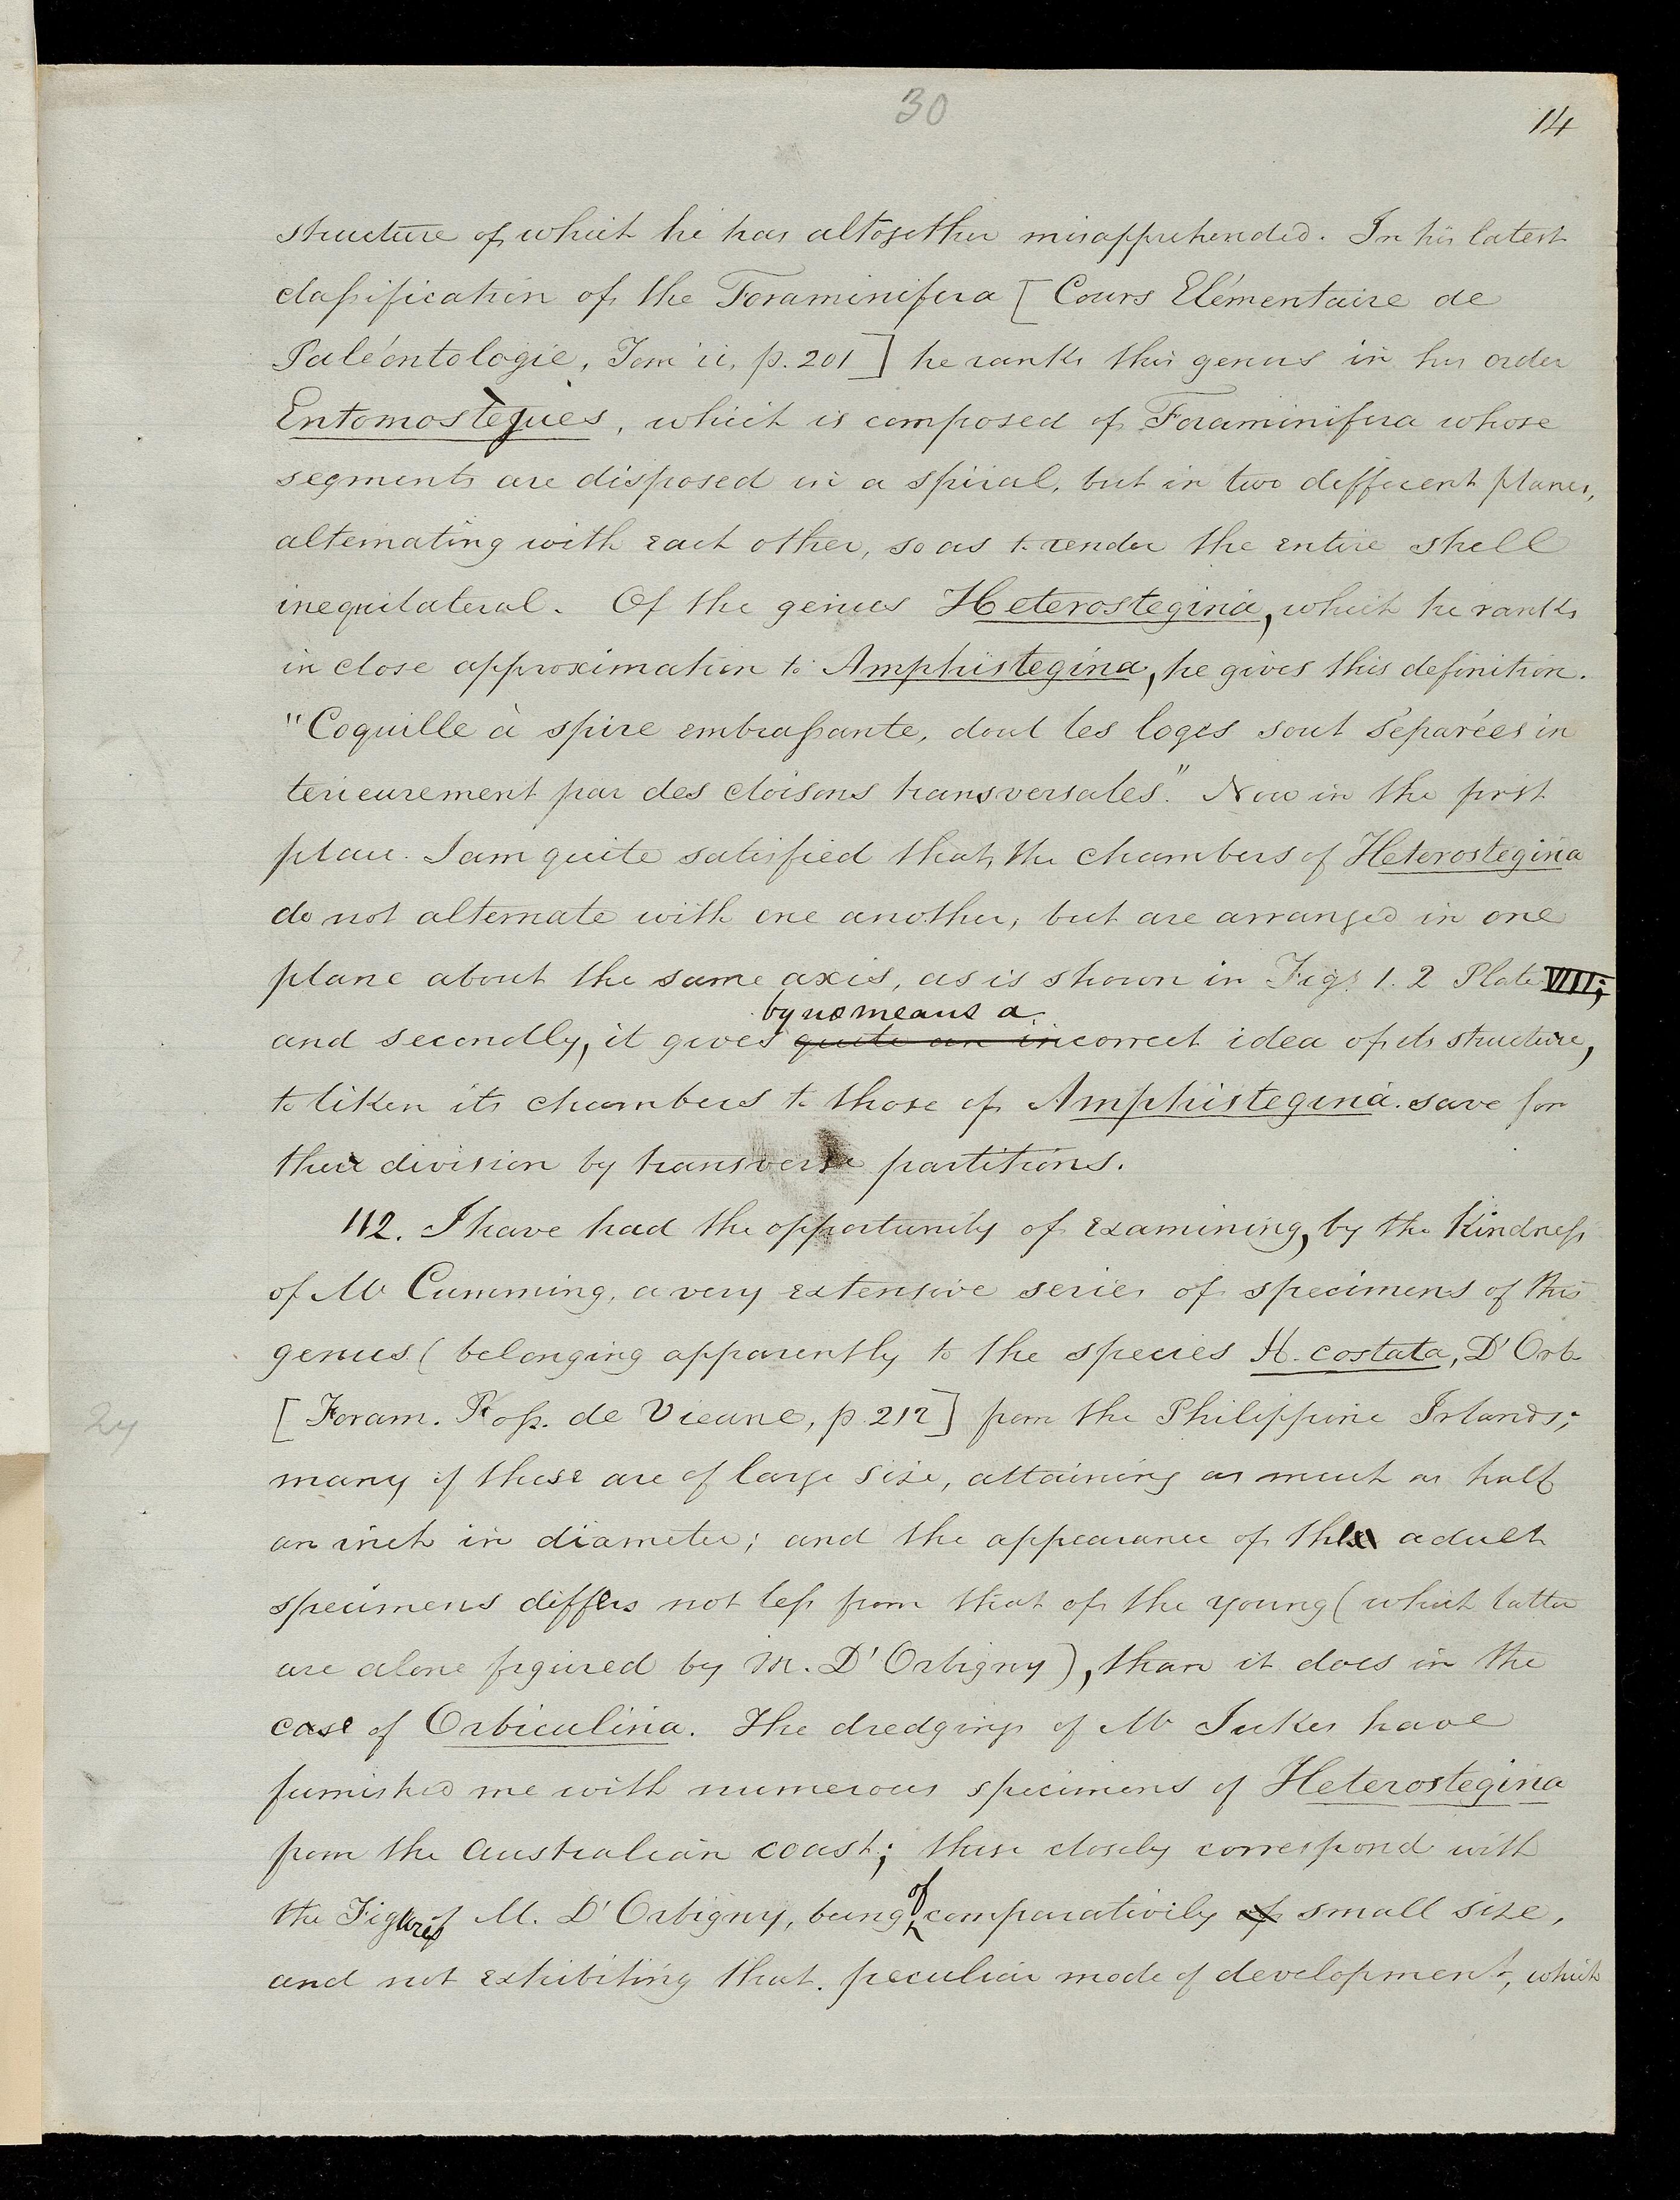 30
14
structure of which he has altogether misapprehended. In his latest
classification of the Foraminifera [Cours Elémentaire de
Paléontologie, Tom ii, p. 201] he ranks this genus in his order
Entomostègues, which is composed of Foraminifera whose
segments are disposed in a spiral, but in two different planes,
alternating with each other, so as to render the entire shell
inequilateral. Of the genus Heterostegina, which he ranks
in close approximation to Amphistegina, he gives this definition.
"Coquille à spire embrassante, dont les loges sont séparées in
terieurement par des cloisons transversales." Now in the first
place. I am quite satisfied that the chambers of Heterostegina
do not alternate with one another, but are arranged in one
plane about the same axis, as is shown in Figs 1. 2 Plate VIII;
by no means a
and secondly, it gives quite an incorrect idea of its structure,
to liken its chambers to those of Amphistegina. save for
their division by transverse partitions.
112. I have had the opportunity of examining, by the kindness
of Mr Cumming, a very extensive series of specimens of this
genus (belonging apparently to the species H. costata, D'Orb.
[Foram. Foss. de Vienne, p 212] from the Philippine Islands;
24
many of these are of large size, attaining as much as half
an inch in diameter; and the appearance of the adult
specimens differs not less from that of the young (which latter
are alone figured by M. D'Orbigny), than it does in the
case of Orbiculina. The dredgings of Mr Jukes have
furnished me with numerous specimens of Heterostegina
from the Australian coast; these closely correspond with
of
the Figures of M. D'Orbigny, being comparatively of small size,
and not exhibiting that. peculiar mode of development, which